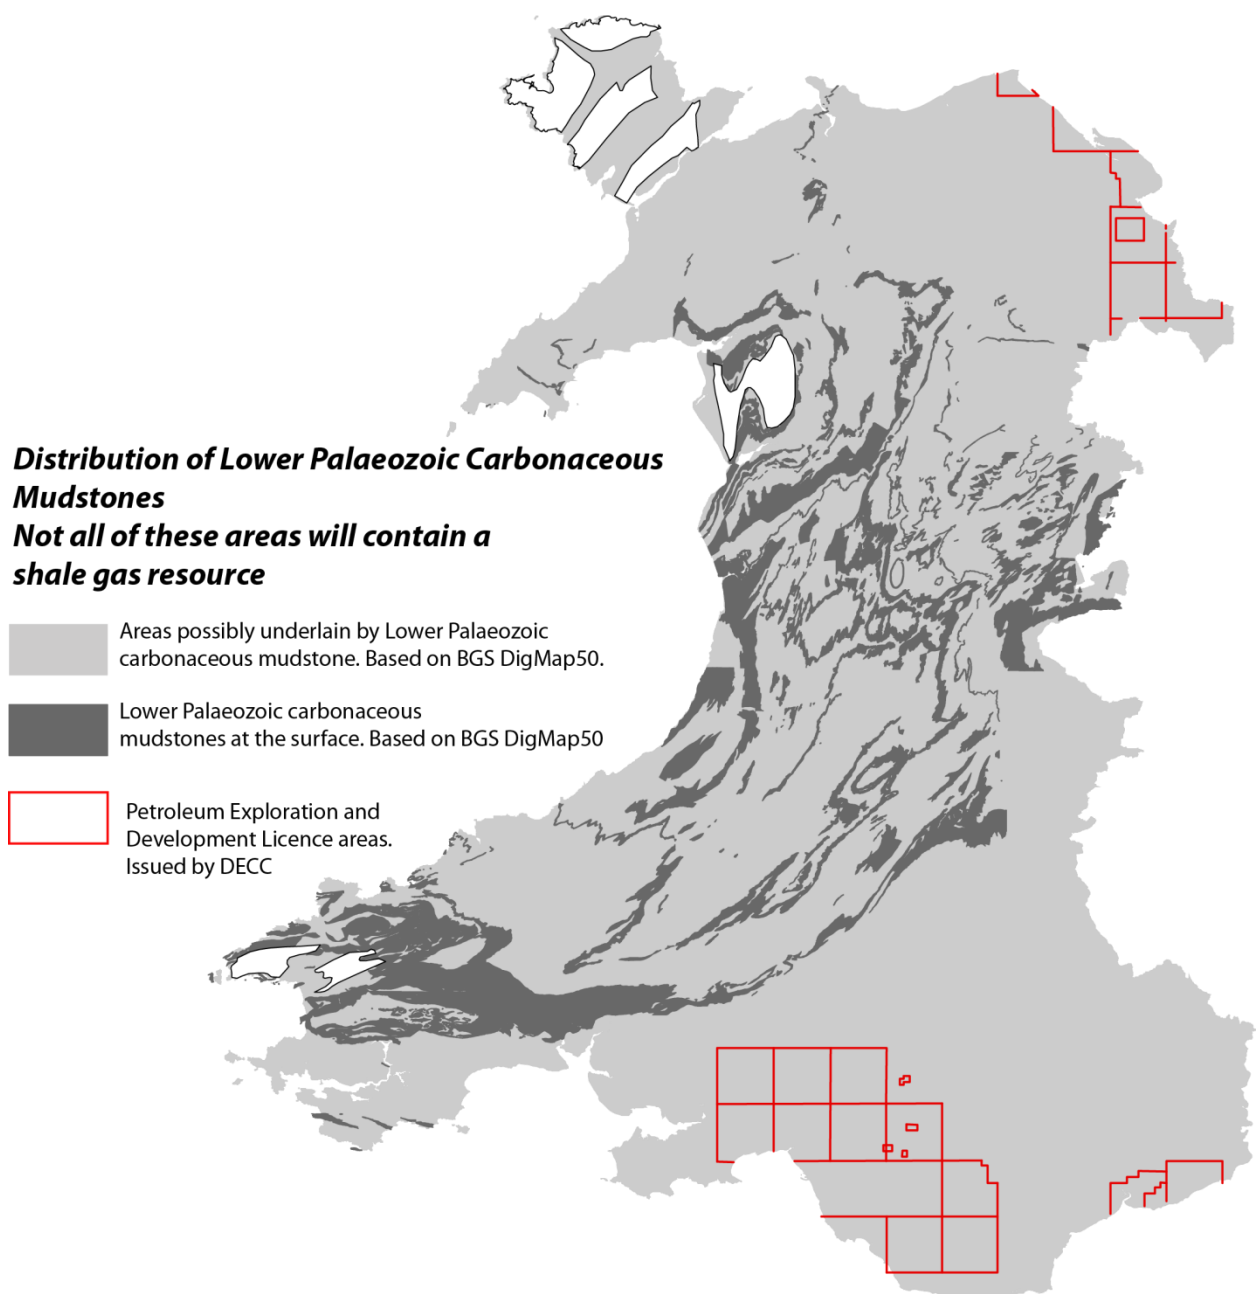 Distribution of Lower Palaeozoic Carbonaceous
Mudstones
Not all of these areas will contain a
shale gas resource
Areas possibly underlain by Lower Palaeozoic
carbonaceous mudstone. Based on BGS DigMap50.
Lower Palaeozoic carbonaceous
mudstones at the surface. Based on BGS DigMap50
Petroleum Exploration and
Development Licence areas.
Issued by DECC